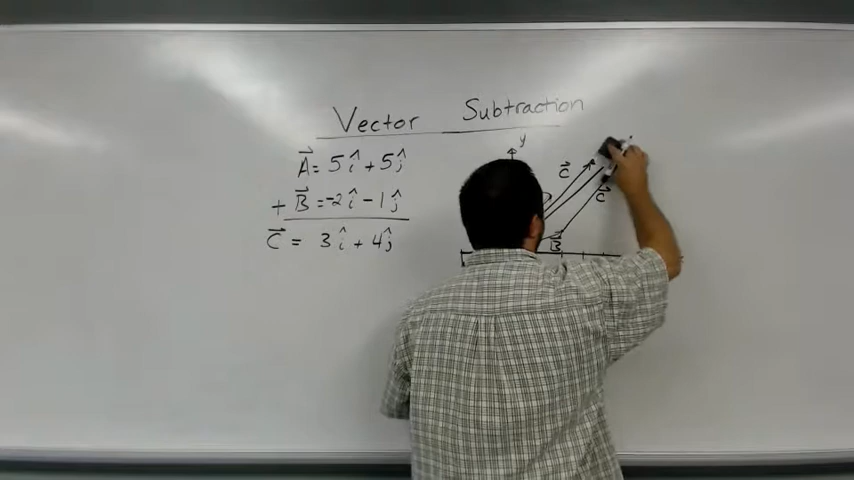 Vector Subtraction
A⃗ = 5î + 5ĵ
+ B⃗ = -2î - 1ĵ
C⃗ = 3î + 4ĵ
y
C⃗
C⃗
B⃗